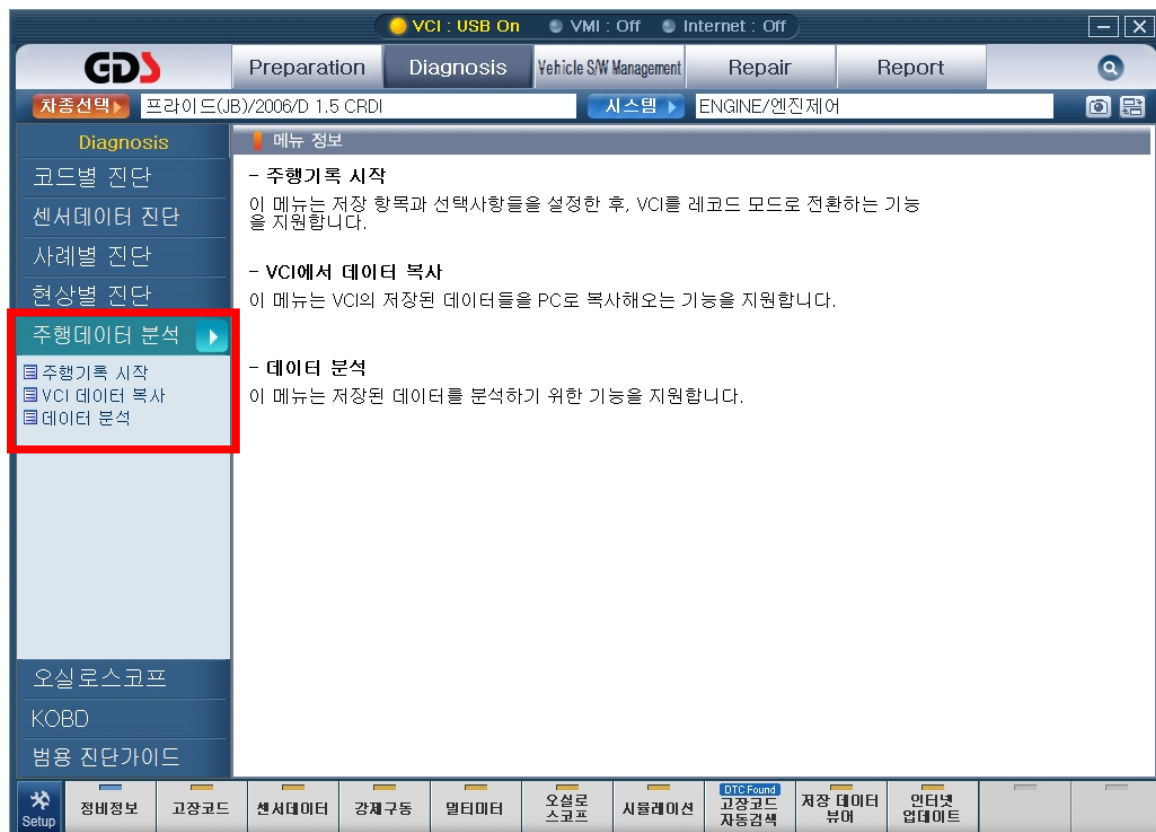 VCI : USB On VMI : Off Internet : Off
GDS Preparation Diagnosis Vehicle S/W Management Repair Report
차종선택 프라이드(JB)/2006/D 1.5 CRDI 시스템 ENGINE/엔진제어
Diagnosis
코드별 진단
센서데이터 진단
사례별 진단
현상별 진단
주행데이터 분석
주행기록 시작
VCI 데이터 복사
데이터 분석
오실로스코프
KOBD
범용 진단가이드
메뉴 정보
- 주행기록 시작
이 메뉴는 저장 항목과 선택사항들을 설정한 후, VCI를 레코드 모드로 전환하는 기능
을 지원합니다.
- VCI에서 데이터 복사
이 메뉴는 VCI의 저장된 데이터들을 PC로 복사해오는 기능을 지원합니다.
- 데이터 분석
이 메뉴는 저장된 데이터를 분석하기 위한 기능을 지원합니다.
Setup
정비정보
고장코드
센서데이터
강제구동
멀티미터
오실로
스코프
시뮬레이션
DTC Found
고장코드
자동검색
저장 데이터
뷰어
인터넷
업데이트